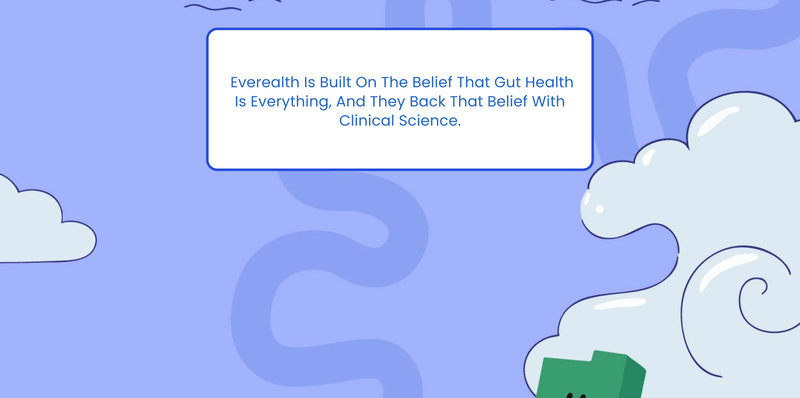 Everealth Is Built On The Belief That Gut Health
Is Everything, And They Back That Belief With
Clinical Science.